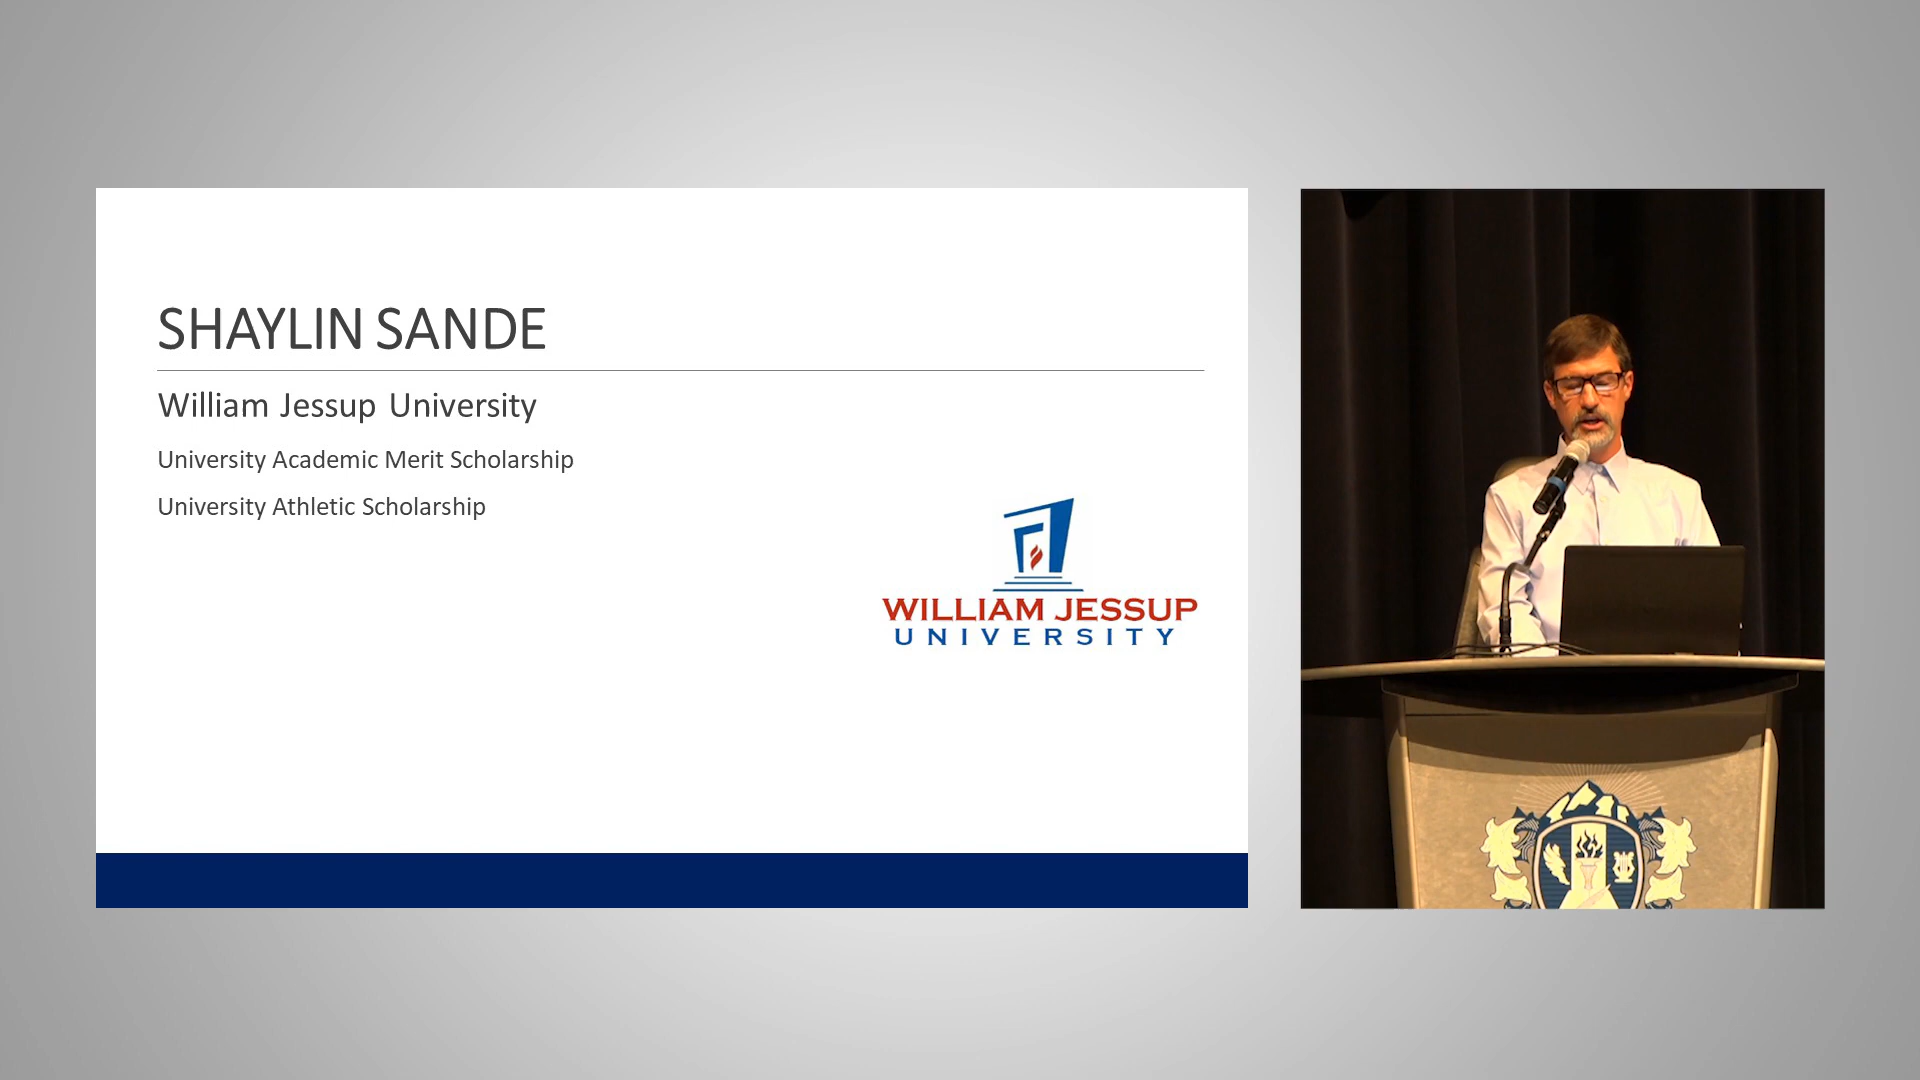 SHAYLIN SANDE
William Jessup University
University Academic Merit Scholarship
University Athletic Scholarship
WILLIAM JESSUP
UNIVERSITY